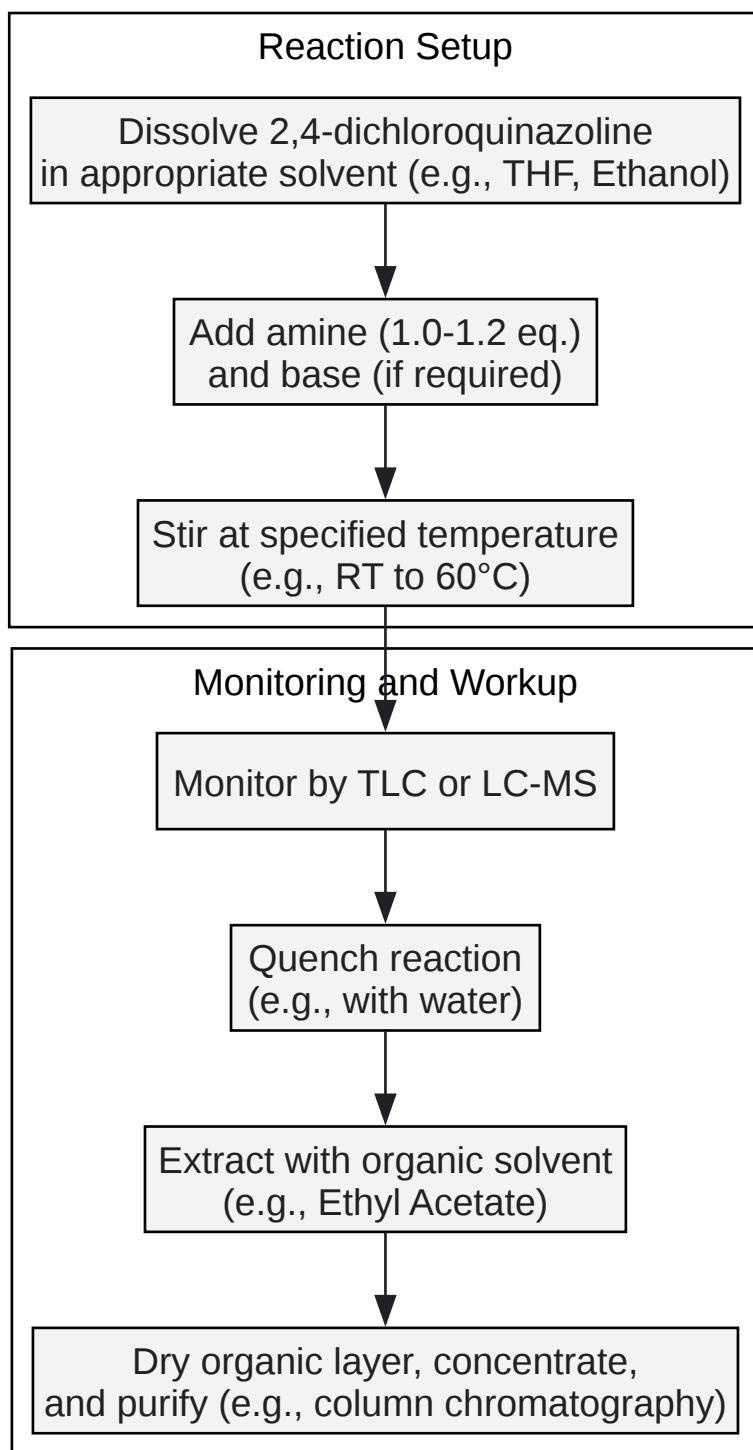 Reaction Setup
Dissolve 2,4-dichloroquinazoline
in appropriate solvent (e.g., THF, Ethanol)
Add amine (1.0-1.2 eq.)
and base (if required)
Stir at specified temperature
(e.g., RT to 60°C)
Monitoring and Workup
Monitor by TLC or LC-MS
Quench reaction
(e.g., with water)
Extract with organic solvent
(e.g., Ethyl Acetate)
Dry organic layer, concentrate,
and purify (e.g., column chromatography)